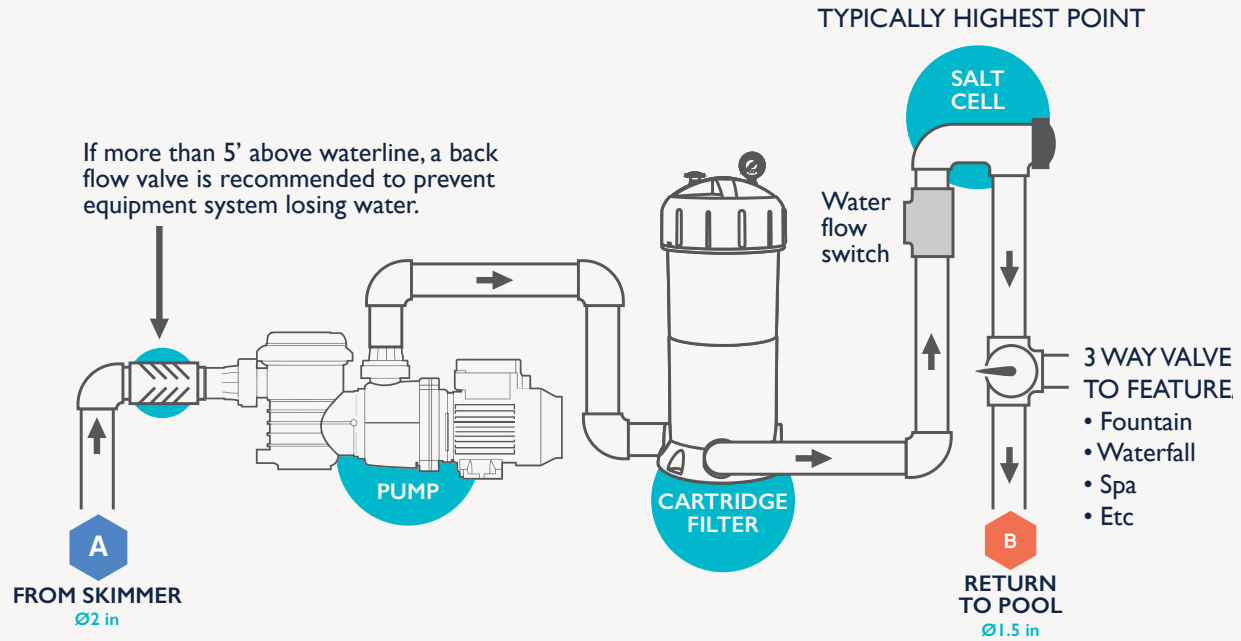 TYPICALLY HIGHEST POINT
SALT
CELL
If more than 5' above waterline, a back
flow valve is recommended to prevent
equipment system losing water.
Water
flow
switch
3 WAY VALVE
TO FEATURE
• Fountain
• Waterfall
• Spa
• Etc
PUMP
CARTRIDGE
FILTER
A
FROM SKIMMER
Ø2 in
B
RETURN
TO POOL
Ø1.5 in